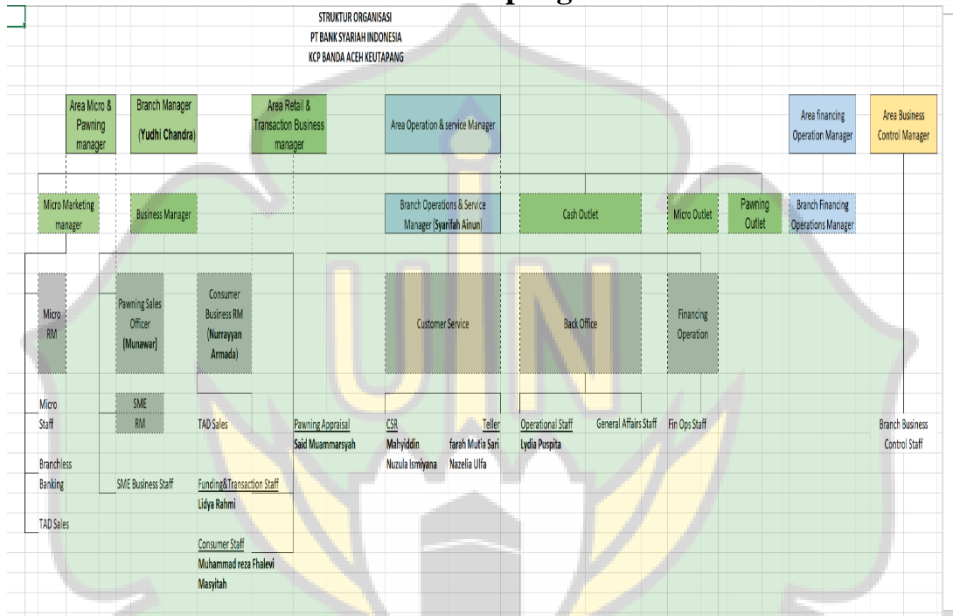 STRUKTUR ORGANISASI
PT BANK SYARIAH INDONESIA
KCP BANDA ACEH KEUTAPANG
Area Micro &
Pawning
manager
Branch Manager
(Yudhi Chandra)
Area Retail &
Transaction Business
manager
Area Operation & service Manager
Area financing
Operation Manager
Area Business
Control Manager
Micro Marketing
manager
Business Manager
Branch Operations & Service
Manager (Syarifah Ainun)
Cash Outlet
Micro Outlet
Pawning
Outlet
Branch Financing
Operations Manager
Micro
RM
Pawning Sales
Officer
(Munawar)
Consumer
Business RM
(Nurrayyan
Armada)
Customer Service
Back Office
Financing
Operation
Micro
Staff
SME
RM
TAD Sales
Pawning Appraisal
Said Muammarsyah
CSR
Mahyiddin
Nuzula Ismiyana
Teller
farah Mutia Sari
Nazelia Ulfa
Operational Staff
Lydia Puspita
General Affairs Staff
Fin Ops Staff
Branch Business
Control Staff
Branchless
Banking
SME Business Staff
Funding&Transaction Staff
Lidya Rahmi
TAD Sales
Consumer Staff
Muhammad reza Fhalevi
Masyitah
UIN